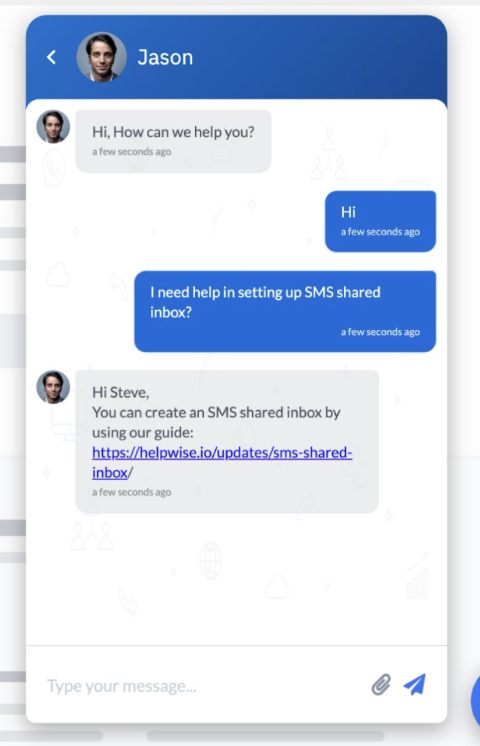 Jason
Hi, How can we help you?
a few seconds ago
Hi
a few seconds ago
I need help in setting up SMS shared
inbox?
a few seconds ago
Hi Steve,
You can create an SMS shared inbox by
using our guide:
https://helpwise.io/updates/sms-shared-
inbox/
a few seconds ago
Type your message...